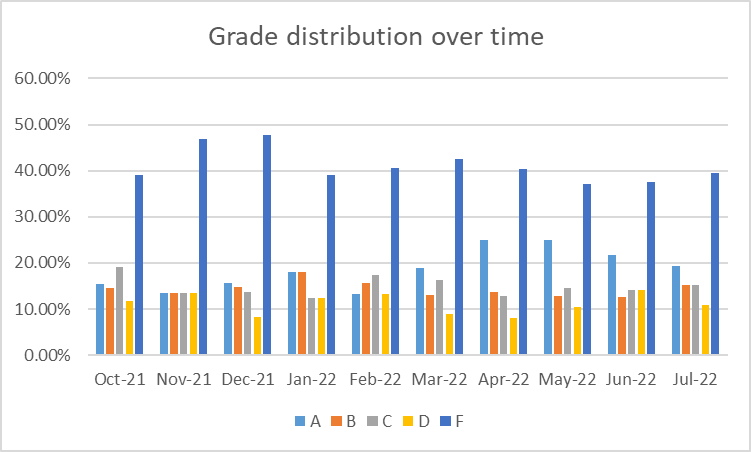 Grade distribution over time
60.00%
50.00%
40.00%
30.00%
20.00%
10.00%
0.00%
Oct-21 Nov-21 Dec-21 Jan-22 Feb-22 Mar-22 Apr-22 May-22 Jun-22 Jul-22
A B C D F